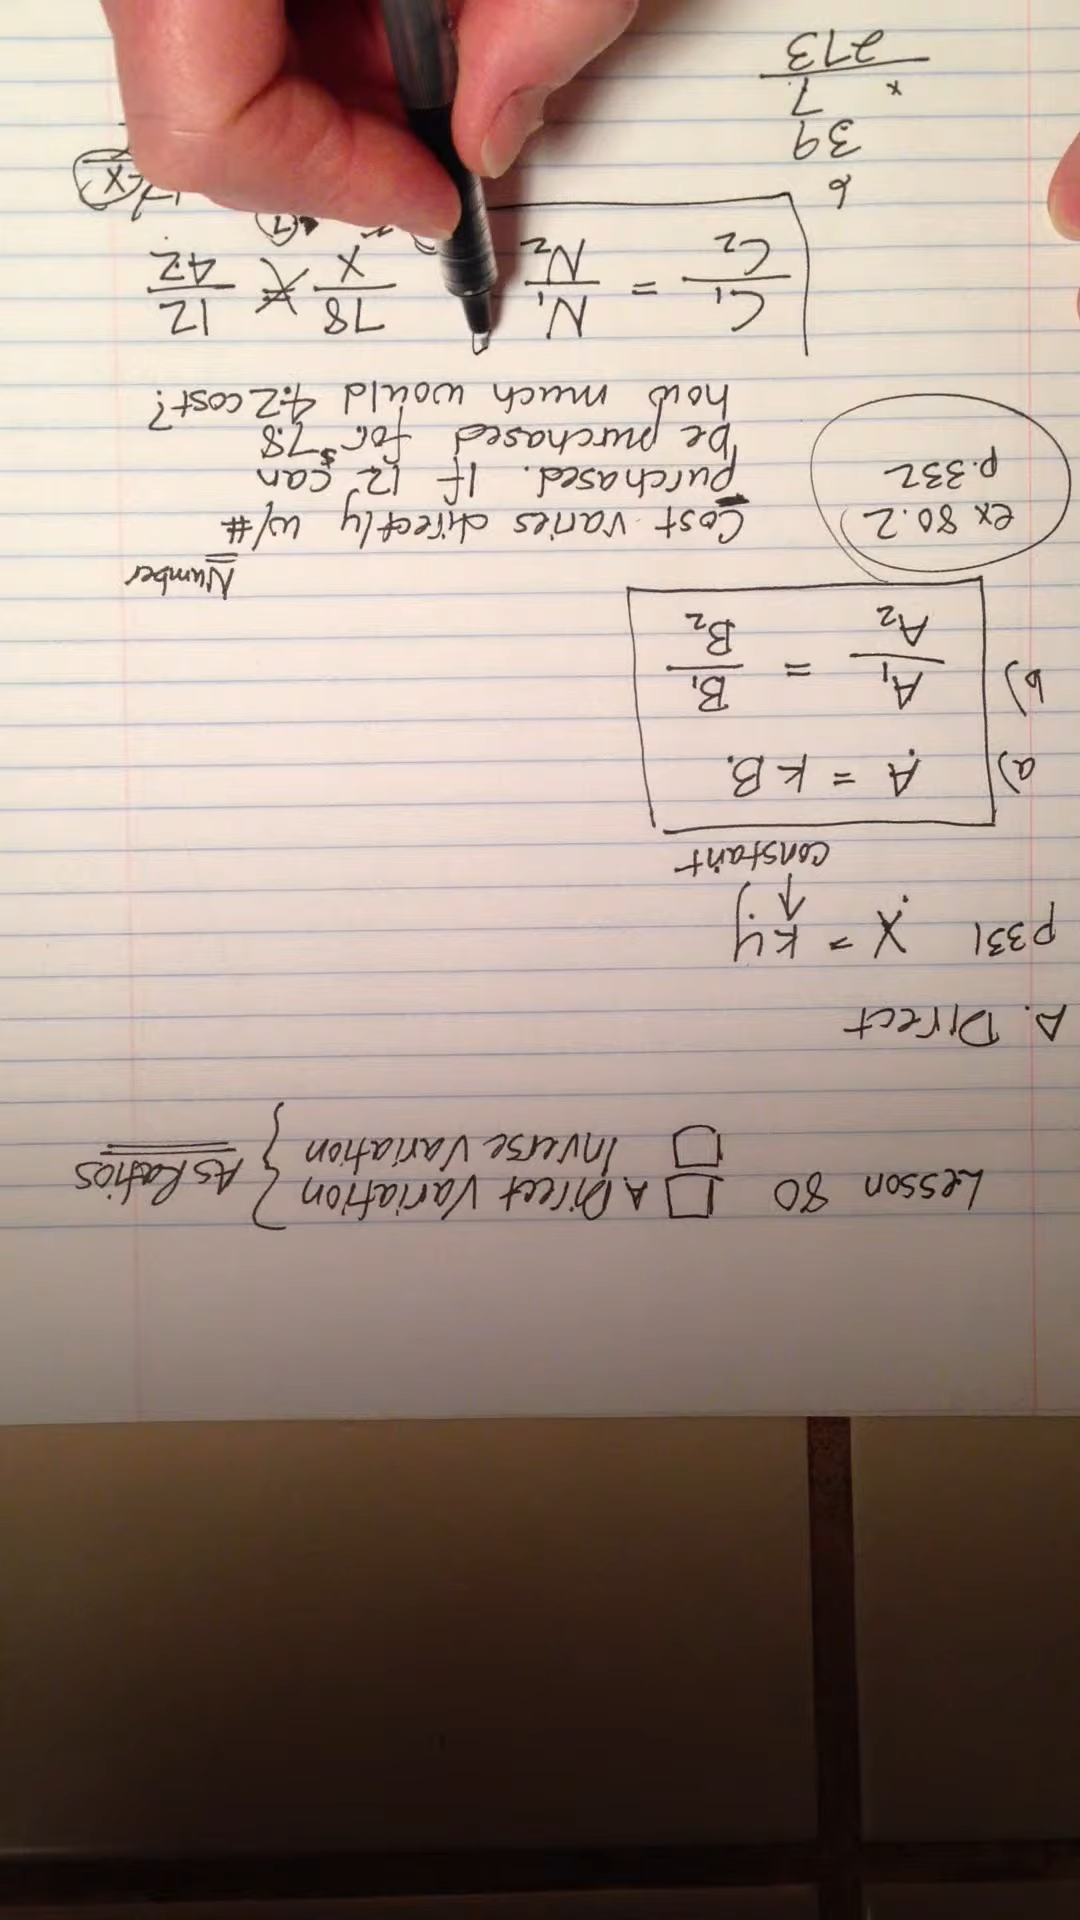 Lesson 80 A Direct Variation } As Ratios
Inverse Variation
A. Direct
p331 X = ky
↑
constant
a) A = kB
b) A₁/A₂ = B₁/B₂
Number
ex 80.2
p.332
Cost varies directly w/#
purchased. If 12 can
be purchased for $78
how much would 42 cost?
C₁/C₂ = N₁/N₂ 78/x = 12/42
7
6
39
x 7
273